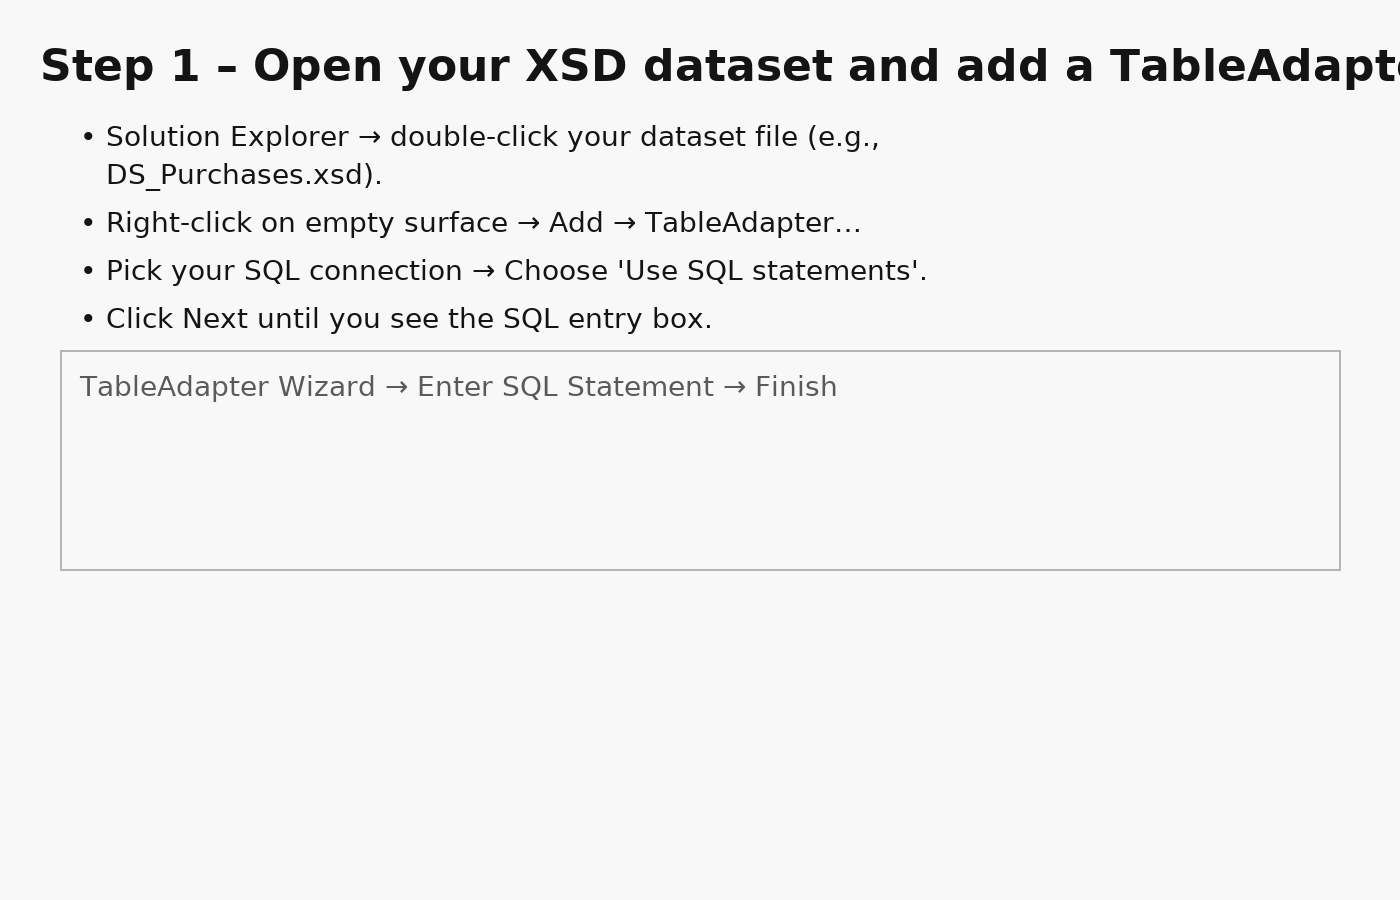 Step 1 – Open your XSD dataset and add a TableAdapt
• Solution Explorer → double-click your dataset file (e.g.,
DS_Purchases.xsd).
• Right-click on empty surface → Add → TableAdapter…
• Pick your SQL connection → Choose 'Use SQL statements'.
• Click Next until you see the SQL entry box.
TableAdapter Wizard → Enter SQL Statement → Finish